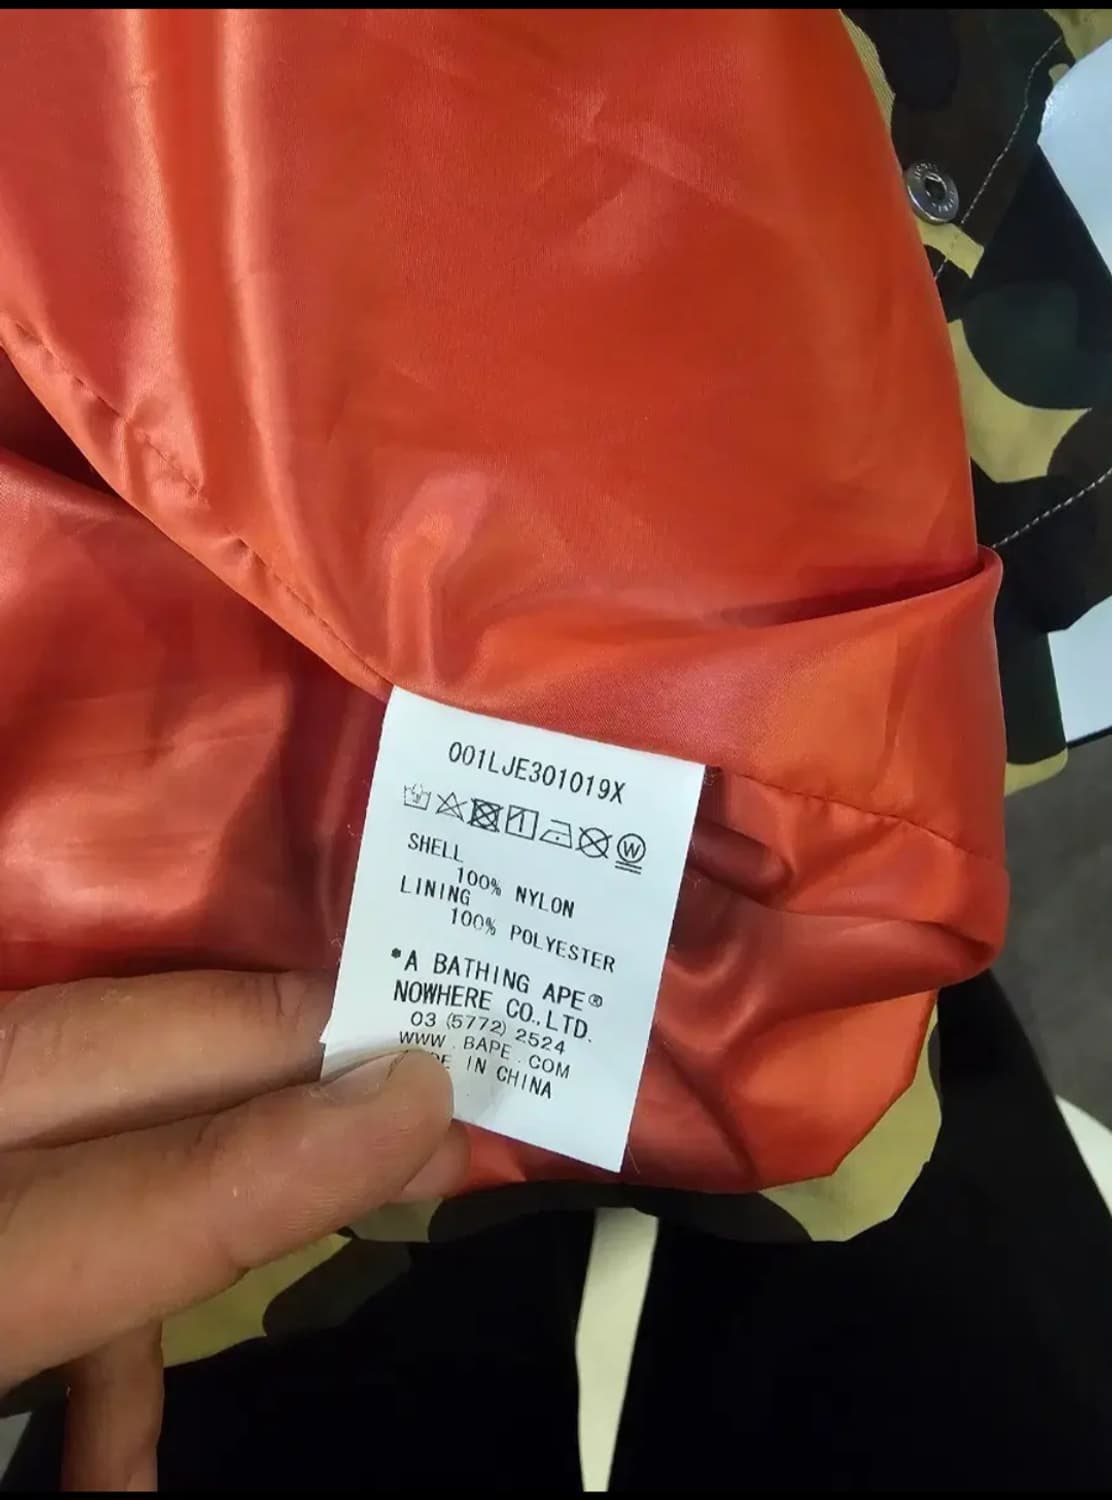 001LJE301019X
W
SHELL
100% NYLON
LINING
100% POLYESTER
*A BATHING APE®
NOWHERE CO.,LTD.
03 (5772) 2524
WWW . BAPE . COM
IN CHINA